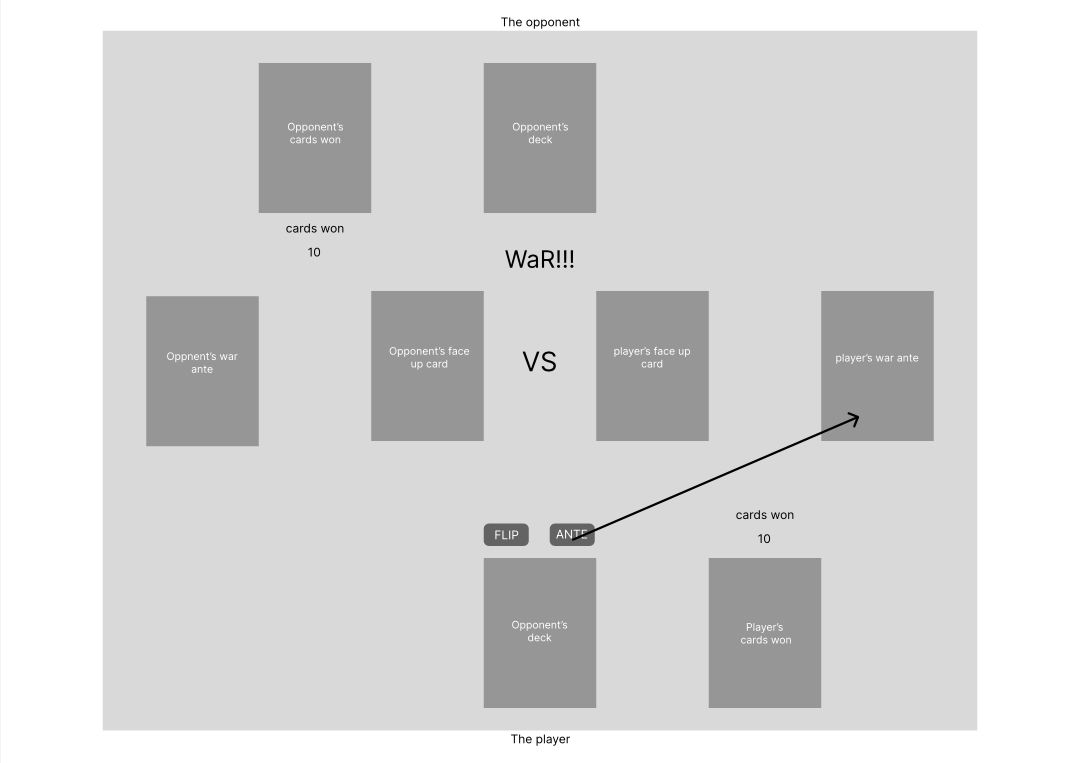 The opponent
Opponent's
cards won
Opponent's
deck
cards won
10
WaR!!!
Oppnent's war
ante
Opponent's face
up card
VS
player's face up
card
player's war ante
FLIP
ANTE
cards won
10
Opponent's
deck
Player's
cards won
The player